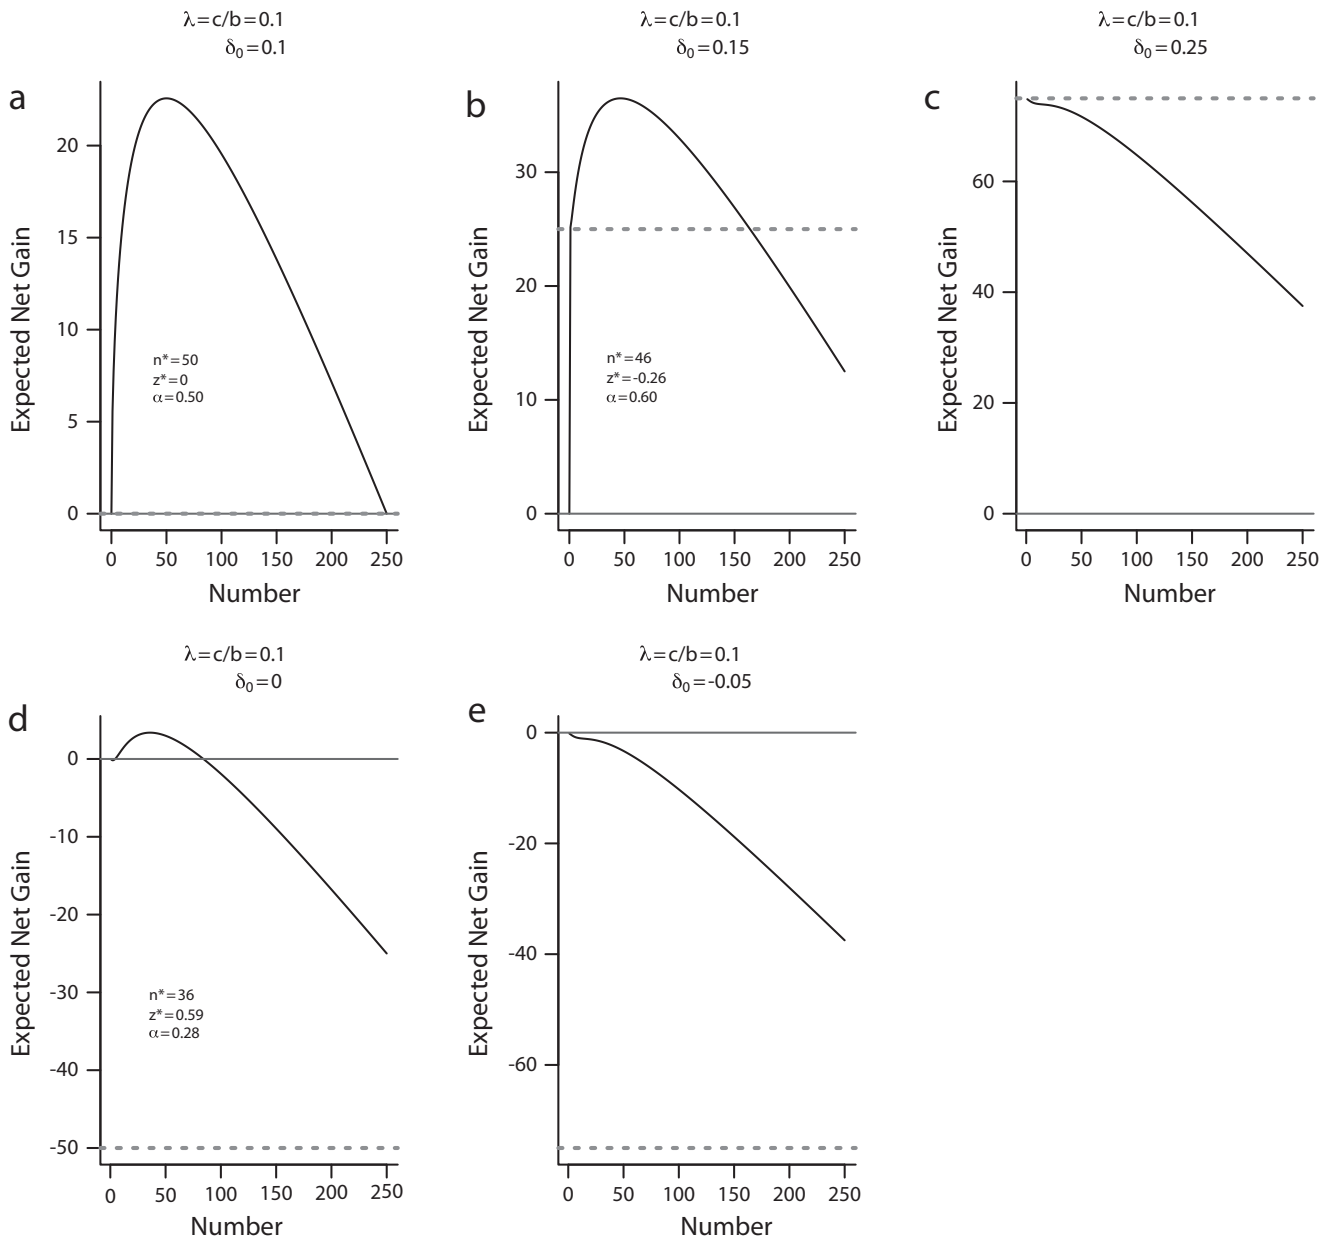 λ=c/b=0.1
δ0=0.1
a
20
15
10
5
0
Expected Net Gain
n*=50
z*=0
α=0.50
0 50 100 150 200 250
Number
λ=c/b=0.1
δ0=0.15
b
30
20
10
0
Expected Net Gain
n*=46
z*=-0.26
α=0.60
0 50 100 150 200 250
Number
λ=c/b=0.1
δ0=0.25
c
60
40
20
0
Expected Net Gain
0 50 100 150 200 250
Number
λ=c/b=0.1
δ0=0
d
0
-10
-20
-30
-40
-50
Expected Net Gain
n*=36
z*=0.59
α=0.28
0 50 100 150 200 250
Number
λ=c/b=0.1
δ0=-0.05
e
0
-20
-40
-60
Expected Net Gain
0 50 100 150 200 250
Number